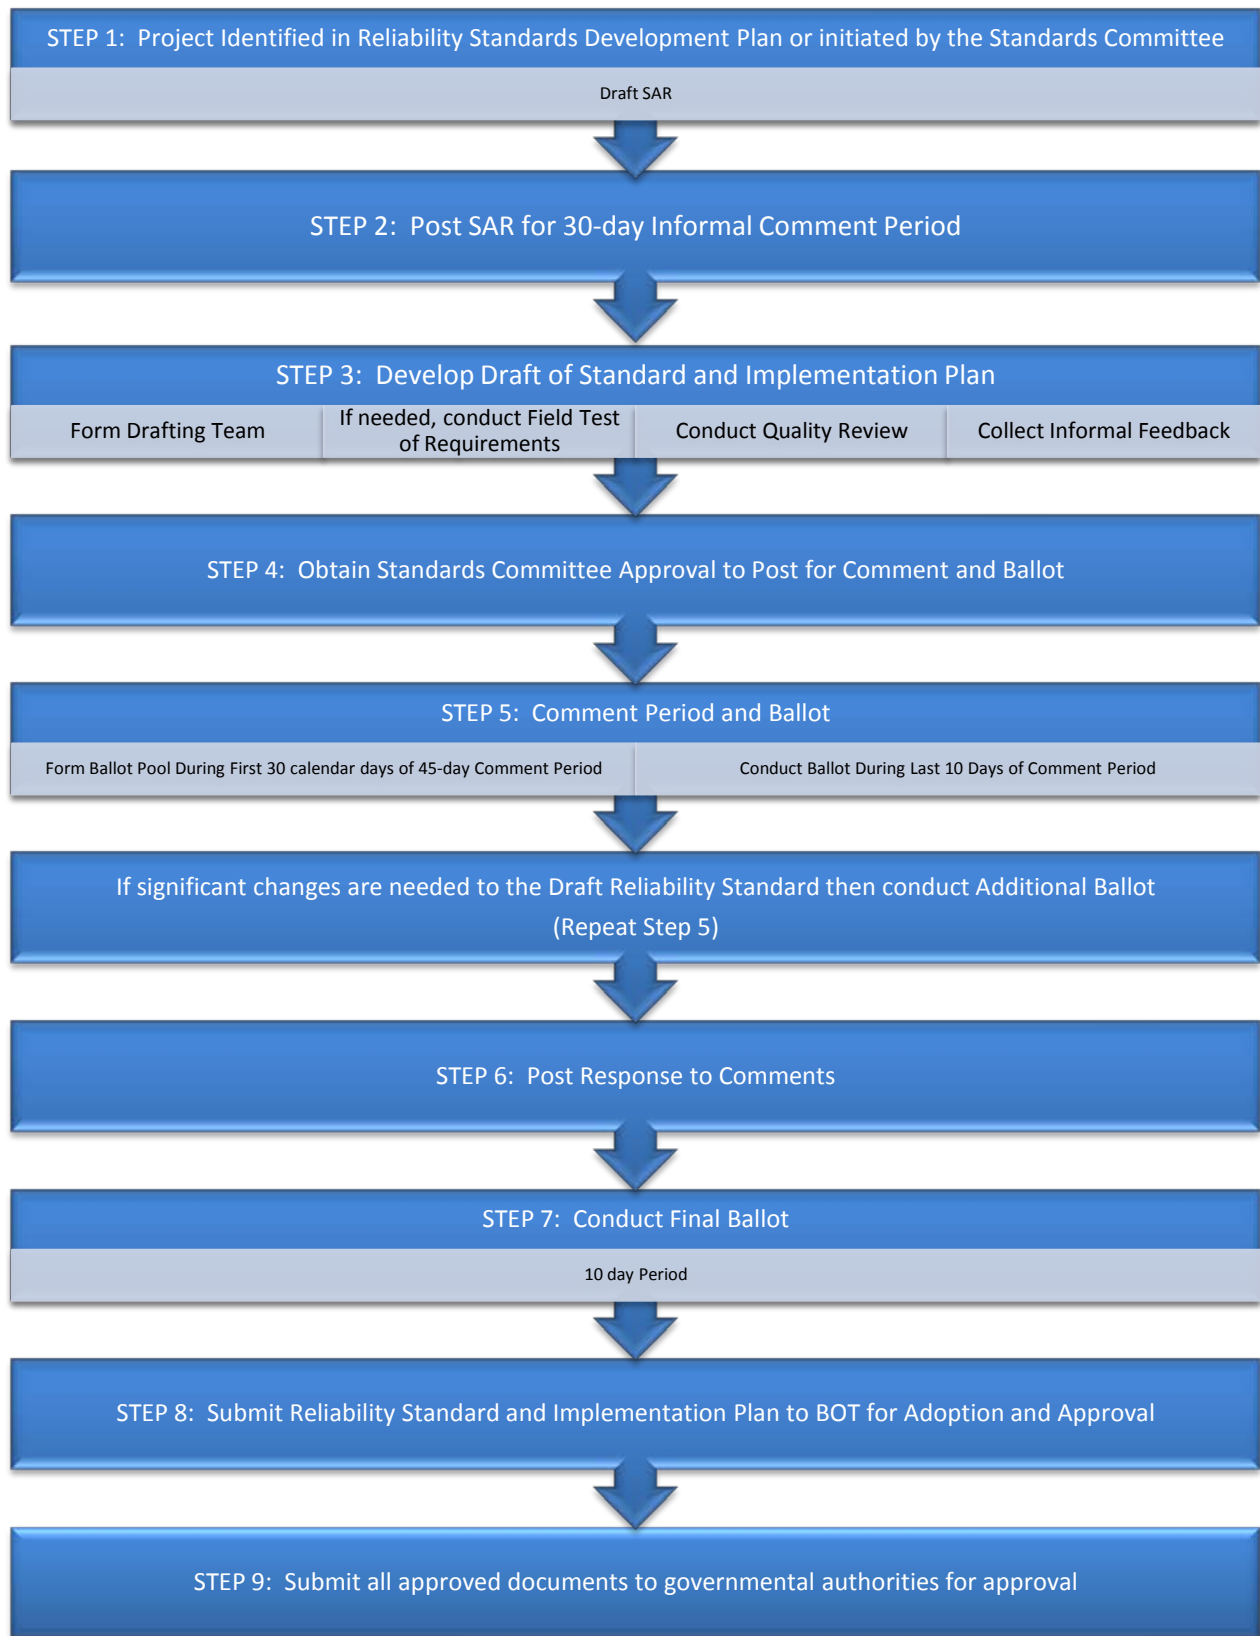 STEP 1:  Project Identified in Reliability Standards Development Plan or initiated by the Standards Committee
Draft SAR
STEP 2:  Post SAR for 30-day Informal Comment Period
STEP 3:  Develop Draft of Standard and Implementation Plan
Form Drafting Team
If needed, conduct Field Test
of Requirements
Conduct Quality Review
Collect Informal Feedback
STEP 4:  Obtain Standards Committee Approval to Post for Comment and Ballot
STEP 5:  Comment Period and Ballot
Form Ballot Pool During First 30 calendar days of 45-day Comment Period
Conduct Ballot During Last 10 Days of Comment Period
If significant changes are needed to the Draft Reliability Standard then conduct Additional Ballot
(Repeat Step 5)
STEP 6:  Post Response to Comments
STEP 7:  Conduct Final Ballot
10 day Period
STEP 8:  Submit Reliability Standard and Implementation Plan to BOT for Adoption and Approval
STEP 9:  Submit all approved documents to governmental authorities for approval